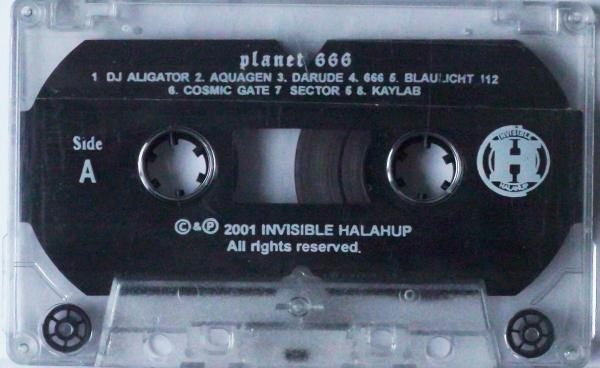 planet 666
1 DJ ALIGATOR 2. AQUAGEN 3. DARUDE 4. 666 5. BLAULICHT 112
6. COSMIC GATE 7 SECTOR 6 8. KAYLAB
Side
A
INVISIBLE
H
HALAHUP
© & ℗ 2001 INVISIBLE HALAHUP
All rights reserved.